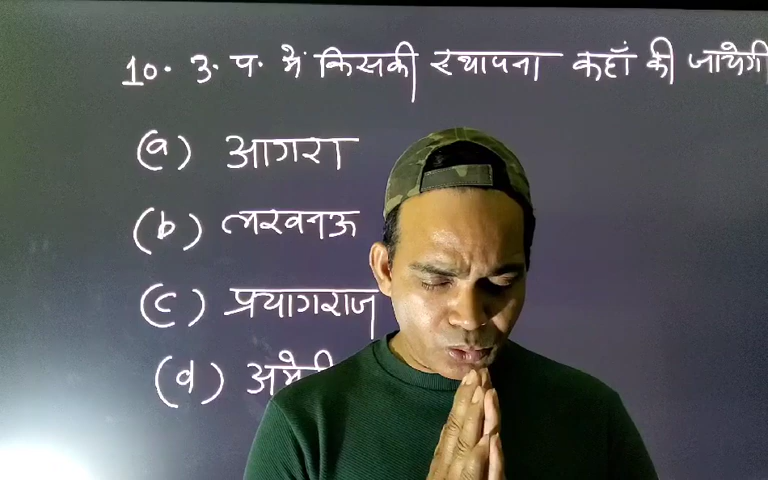 10. उ. प. में किसकी स्थापना कहाँ की जायेगी
(a) आगरा
(b) लखनऊ
(c) प्रयागराज
(d)